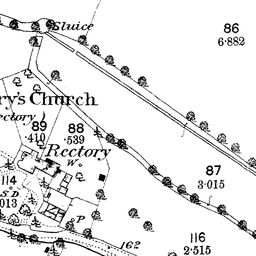 Sluice
86
6·882
ry's Church
ectory)
89
·410
88
·539
Rectory
W.
87
3·015
114
S D
013
P
162
116
2·515